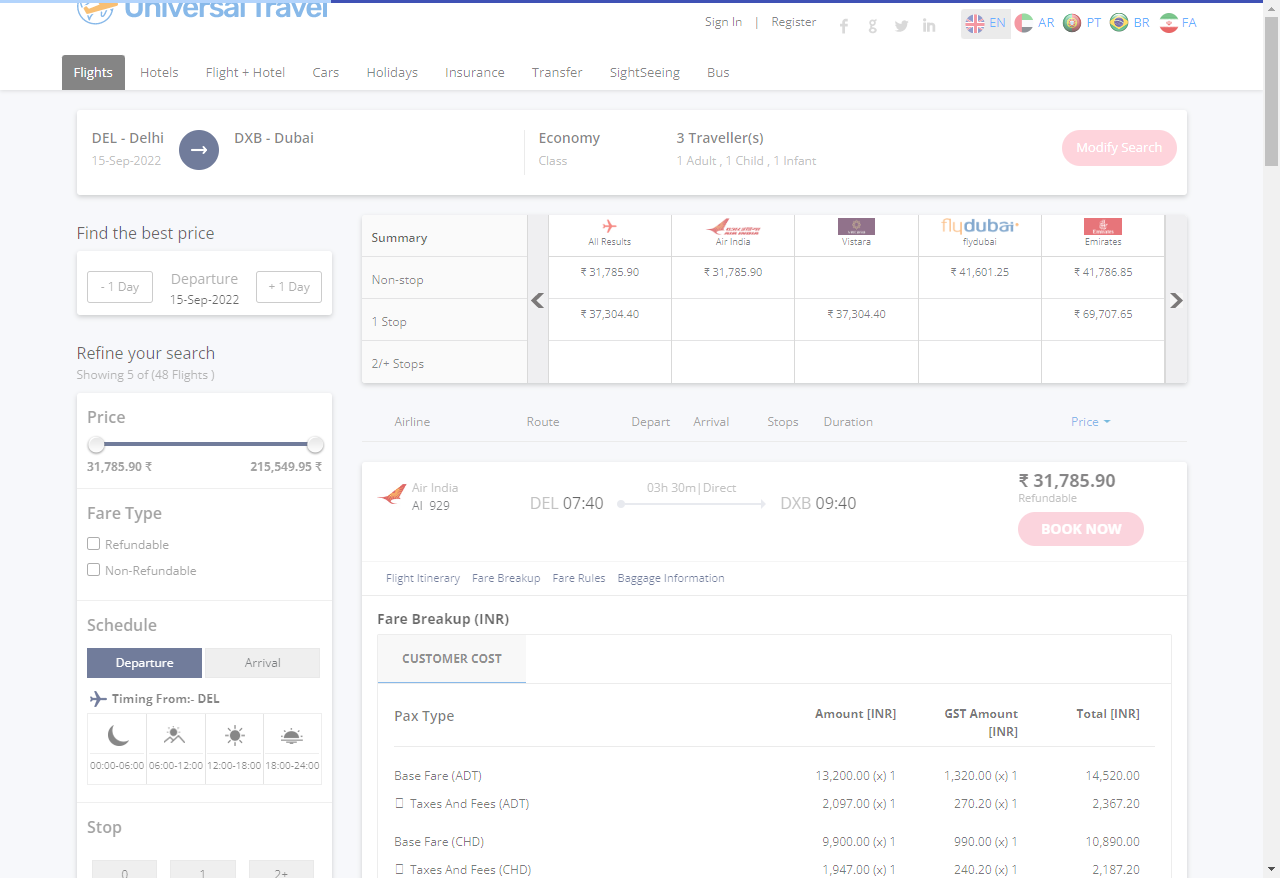 Universal Travel
Sign In | Register
EN AR PT BR FA
Flights Hotels Flight + Hotel Cars Holidays Insurance Transfer SightSeeing Bus
DEL - Delhi DXB - Dubai Economy 3 Traveller(s)
15-Sep-2022 Class 1 Adult , 1 Child , 1 Infant
Modify Search
Find the best price
- 1 Day Departure + 1 Day
15-Sep-2022
Refine your search
Showing 5 of (48 Flights )
Price
31,785.90 ₹ 215,549.95 ₹
Fare Type
Refundable
Non-Refundable
Schedule
Departure Arrival
Timing From:- DEL
00:00-06:00 06:00-12:00 12:00-18:00 18:00-24:00
Stop
0 1 2+
Summary All Results Air India Vistara flydubai Emirates
flydubai
Emirates
Non-stop ₹ 31,785.90 ₹ 31,785.90 ₹ 41,601.25 ₹ 41,786.85
1 Stop ₹ 37,304.40 ₹ 37,304.40 ₹ 69,707.65
2/+ Stops
Airline Route Depart Arrival Stops Duration Price
Air India
AI 929
DEL 07:40
03h 30m|Direct
DXB 09:40
₹ 31,785.90
Refundable
BOOK NOW
Flight Itinerary Fare Breakup Fare Rules Baggage Information
Fare Breakup (INR)
CUSTOMER COST
Pax Type Amount [INR] GST Amount [INR] Total [INR]
Base Fare (ADT) 13,200.00 (x) 1 1,320.00 (x) 1 14,520.00
Taxes And Fees (ADT) 2,097.00 (x) 1 270.20 (x) 1 2,367.20
Base Fare (CHD) 9,900.00 (x) 1 990.00 (x) 1 10,890.00
Taxes And Fees (CHD) 1,947.00 (x) 1 240.20 (x) 1 2,187.20